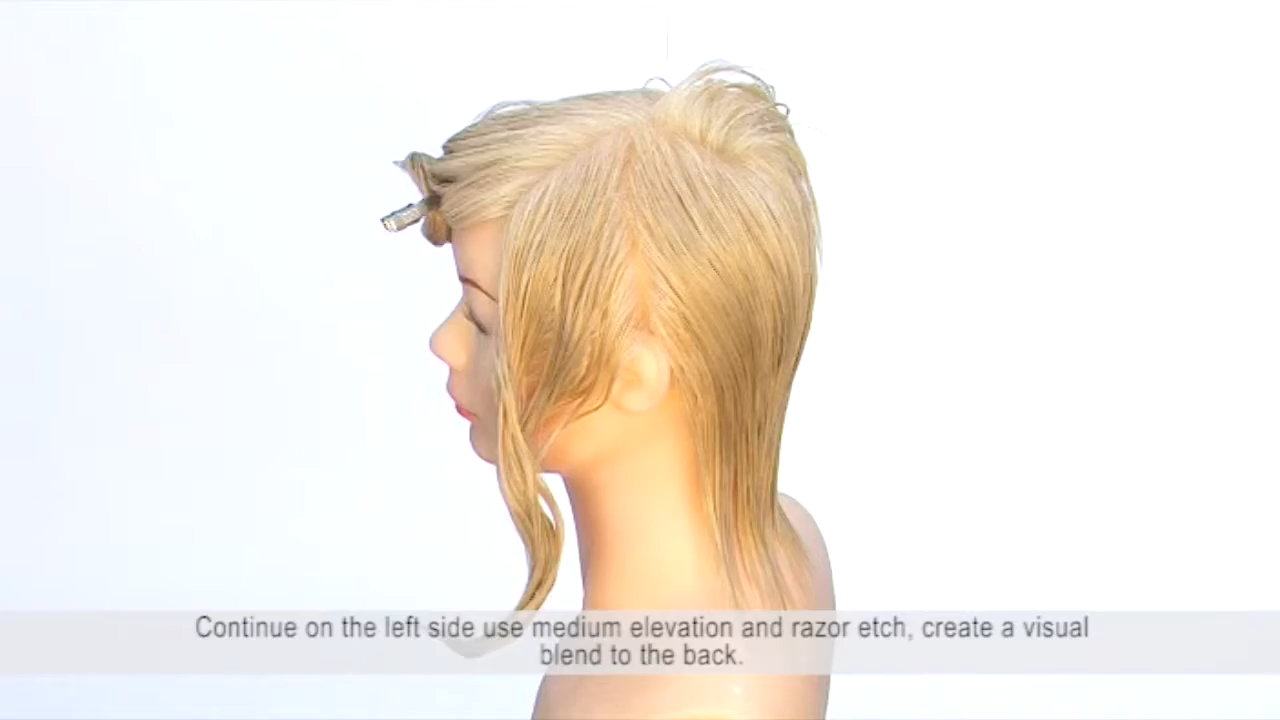 Continue on the left side use medium elevation and razor etch, create a visual
blend to the back.